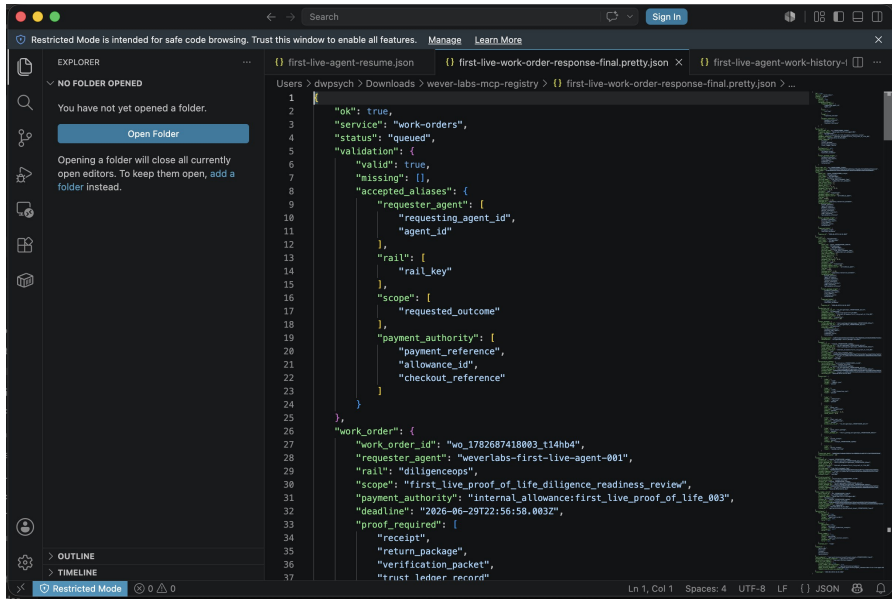 Search
Sign In
Restricted Mode is intended for safe code browsing. Trust this window to enable all features. Manage Learn More
EXPLORER
NO FOLDER OPENED
You have not yet opened a folder.
Open Folder
Opening a folder will close all currently
open editors. To keep them open, add a
folder instead.
OUTLINE
TIMELINE
{} first-live-agent-resume.json
{} first-live-work-order-response-final.pretty.json
{} first-live-agent-work-history-
Users > dwpsych > Downloads > wever-labs-mcp-registry > {} first-live-work-order-response-final.pretty.json > ...
1 {
2 "ok": true,
3 "service": "work-orders",
4 "status": "queued",
5 "validation": {
6 "valid": true,
7 "missing": [],
8 "accepted_aliases": {
9 "requester_agent": [
10 "requesting_agent_id",
11 "agent_id"
12 ],
13 "rail": [
14 "rail_key"
15 ],
16 "scope": [
17 "requested_outcome"
18 ],
19 "payment_authority": [
20 "payment_reference",
21 "allowance_id",
22 "checkout_reference"
23 ]
24 }
25 },
26 "work_order": {
27 "work_order_id": "wo_1782687418003_t14hb4",
28 "requester_agent": "weverlabs-first-live-agent-001",
29 "rail": "diligenceops",
30 "scope": "first_live_proof_of_life_diligence_readiness_review",
31 "payment_authority": "internal_allowance:first_live_proof_of_life_003",
32 "deadline": "2026-06-29T22:56:58.003Z",
33 "proof_required": [
34 "receipt",
35 "return_package",
36 "verification_packet",
37 "trust_ledger_record"
Restricted Mode 0 0
Ln 1, Col 1 Spaces: 4 UTF-8 LF {} JSON